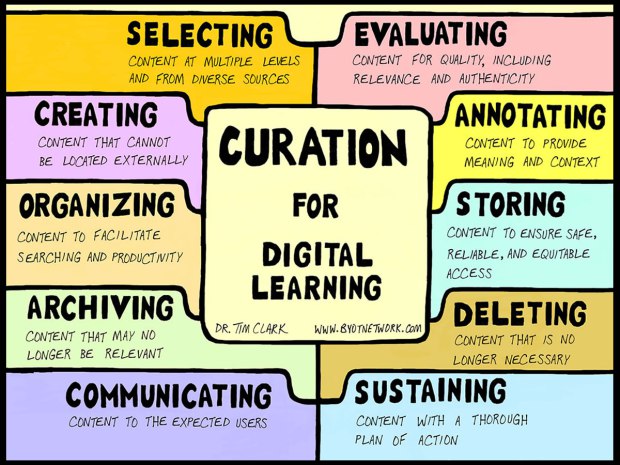 SELECTING
CONTENT AT MULTIPLE LEVELS
AND FROM DIVERSE SOURCES
EVALUATING
CONTENT FOR QUALITY, INCLUDING
RELEVANCE AND AUTHENTICITY
CREATING
CONTENT THAT CANNOT
BE LOCATED EXTERNALLY
ANNOTATING
CONTENT TO PROVIDE
MEANING AND CONTEXT
CURATION
FOR
DIGITAL
LEARNING
DR. TIM CLARK WWW.BYOTNETWORK.COM
ORGANIZING
CONTENT TO FACILITATE
SEARCHING AND PRODUCTIVITY
STORING
CONTENT TO ENSURE SAFE,
RELIABLE, AND EQUITABLE
ACCESS
ARCHIVING
CONTENT THAT MAY NO
LONGER BE RELEVANT
DELETING
CONTENT THAT IS NO
LONGER NECESSARY
COMMUNICATING
CONTENT TO THE EXPECTED USERS
SUSTAINING
CONTENT WITH A THOROUGH
PLAN OF ACTION